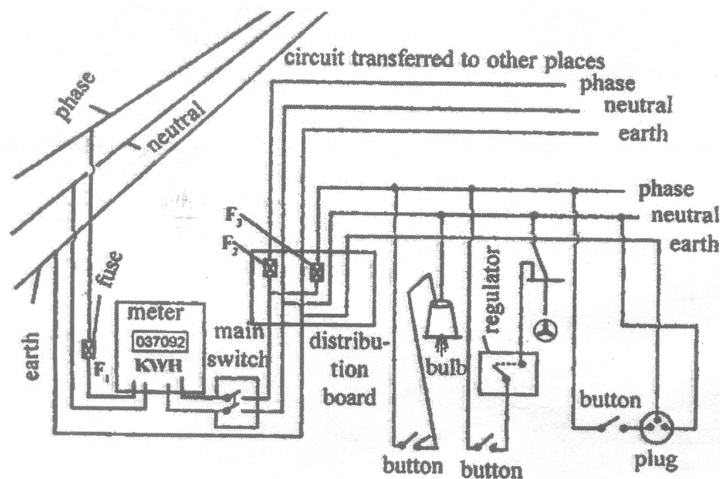 circuit transferred to other places
phase
neutral
earth
phase
neutral
phase
neutral
earth
F₃
F₂
fuse
meter
037092
KWH
F₁
main
switch
distribu-
tion
board
earth
regulator
bulb
button
button
button
plug